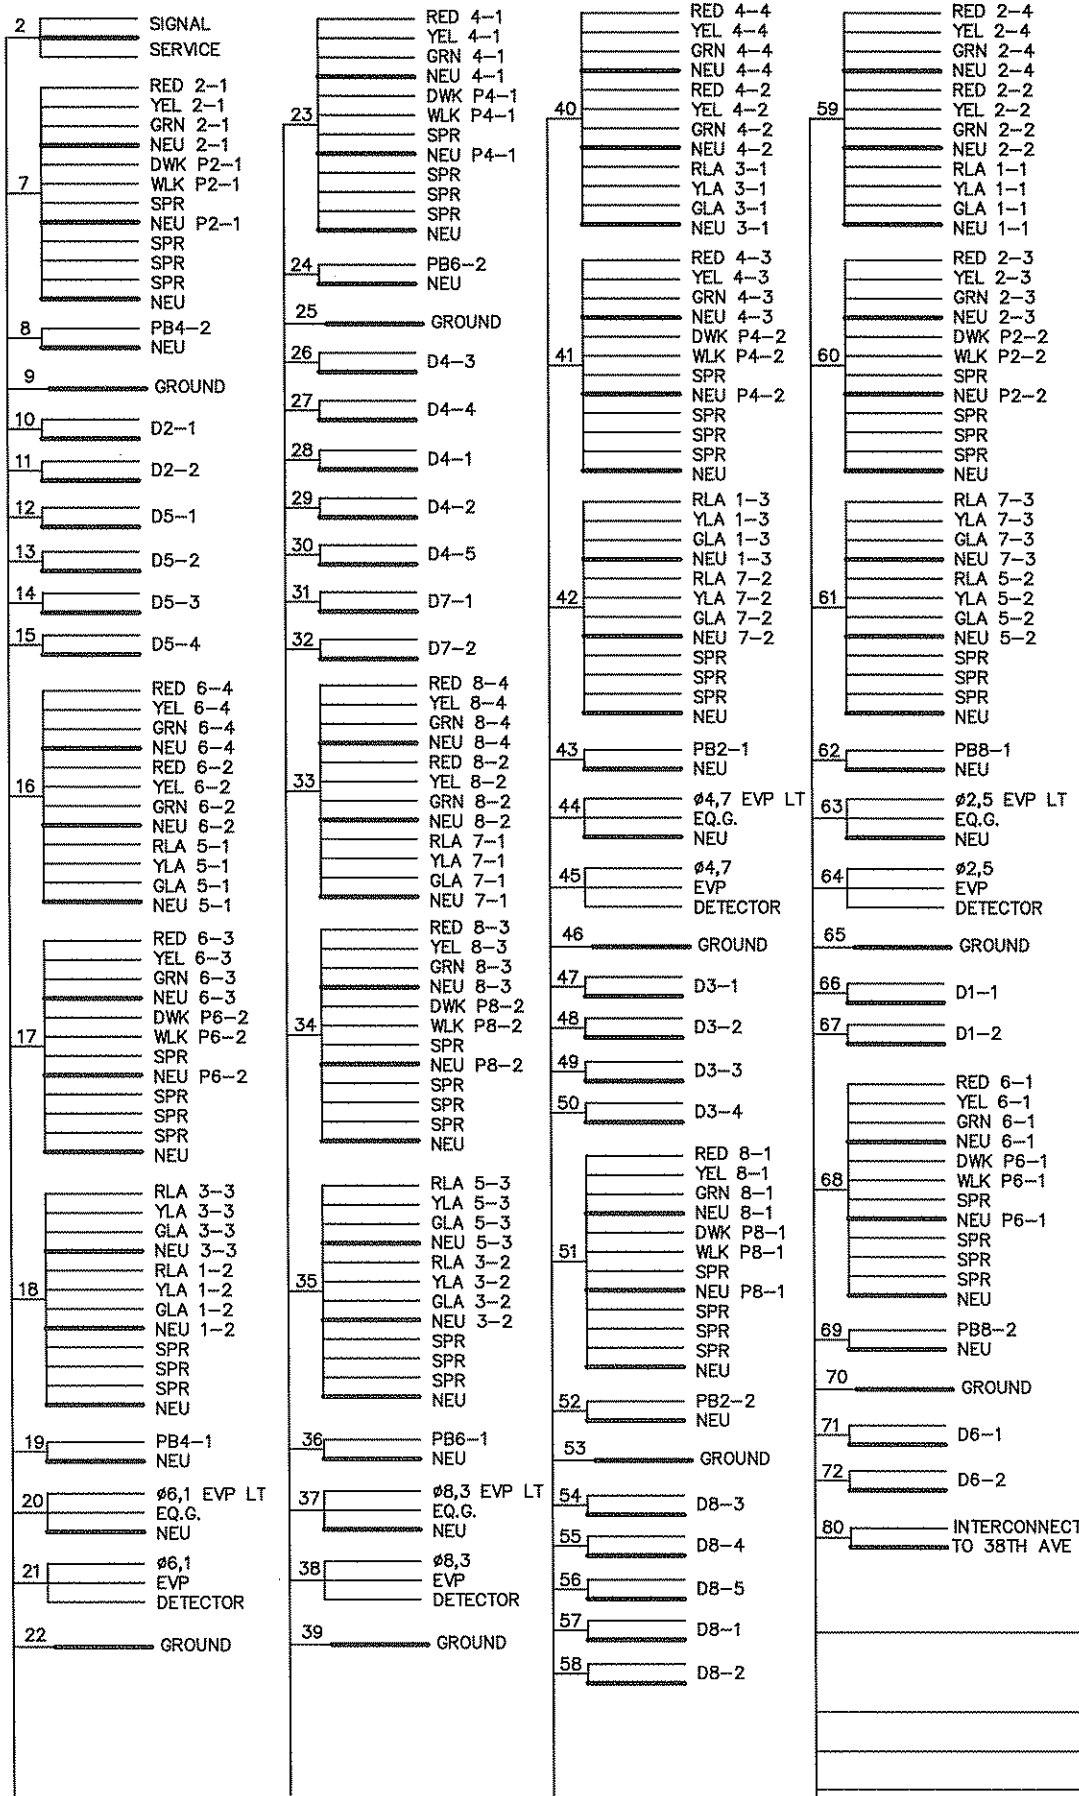 2
SIGNAL
SERVICE
7
RED 2-1
YEL 2-1
GRN 2-1
NEU 2-1
DWK P2-1
WLK P2-1
SPR
NEU P2-1
SPR
SPR
SPR
NEU
8
PB4-2
NEU
9
GROUND
10
D2-1
11
D2-2
12
D5-1
13
D5-2
14
D5-3
15
D5-4
16
RED 6-4
YEL 6-4
GRN 6-4
NEU 6-4
RED 6-2
YEL 6-2
GRN 6-2
NEU 6-2
RLA 5-1
YLA 5-1
GLA 5-1
NEU 5-1
17
RED 6-3
YEL 6-3
GRN 6-3
NEU 6-3
DWK P6-2
WLK P6-2
SPR
NEU P6-2
SPR
SPR
SPR
NEU
18
RLA 3-3
YLA 3-3
GLA 3-3
NEU 3-3
RLA 1-2
YLA 1-2
GLA 1-2
NEU 1-2
SPR
SPR
SPR
NEU
19
PB4-1
NEU
20
ø6,1 EVP LT
EQ.G.
NEU
21
ø6,1
EVP
DETECTOR
22
GROUND
23
RED 4-1
YEL 4-1
GRN 4-1
NEU 4-1
DWK P4-1
WLK P4-1
SPR
NEU P4-1
SPR
SPR
SPR
NEU
24
PB6-2
NEU
25
GROUND
26
D4-3
27
D4-4
28
D4-1
29
D4-2
30
D4-5
31
D7-1
32
D7-2
33
RED 8-4
YEL 8-4
GRN 8-4
NEU 8-4
RED 8-2
YEL 8-2
GRN 8-2
NEU 8-2
RLA 7-1
YLA 7-1
GLA 7-1
NEU 7-1
34
RED 8-3
YEL 8-3
GRN 8-3
NEU 8-3
DWK P8-2
WLK P8-2
SPR
NEU P8-2
SPR
SPR
SPR
NEU
35
RLA 5-3
YLA 5-3
GLA 5-3
NEU 5-3
RLA 3-2
YLA 3-2
GLA 3-2
NEU 3-2
SPR
SPR
SPR
NEU
36
PB6-1
NEU
37
ø8,3 EVP LT
EQ.G.
NEU
38
ø8,3
EVP
DETECTOR
39
GROUND
40
RED 4-4
YEL 4-4
GRN 4-4
NEU 4-4
RED 4-2
YEL 4-2
GRN 4-2
NEU 4-2
RLA 3-1
YLA 3-1
GLA 3-1
NEU 3-1
41
RED 4-3
YEL 4-3
GRN 4-3
NEU 4-3
DWK P4-2
WLK P4-2
SPR
NEU P4-2
SPR
SPR
SPR
NEU
42
RLA 1-3
YLA 1-3
GLA 1-3
NEU 1-3
RLA 7-2
YLA 7-2
GLA 7-2
NEU 7-2
SPR
SPR
SPR
NEU
43
PB2-1
NEU
44
ø4,7 EVP LT
EQ.G.
NEU
45
ø4,7
EVP
DETECTOR
46
GROUND
47
D3-1
48
D3-2
49
D3-3
50
D3-4
51
RED 8-1
YEL 8-1
GRN 8-1
NEU 8-1
DWK P8-1
WLK P8-1
SPR
NEU P8-1
SPR
SPR
SPR
NEU
52
PB2-2
NEU
53
GROUND
54
D8-3
55
D8-4
56
D8-5
57
D8-1
58
D8-2
59
RED 2-4
YEL 2-4
GRN 2-4
NEU 2-4
RED 2-2
YEL 2-2
GRN 2-2
NEU 2-2
RLA 1-1
YLA 1-1
GLA 1-1
NEU 1-1
60
RED 2-3
YEL 2-3
GRN 2-3
NEU 2-3
DWK P2-2
WLK P2-2
SPR
NEU P2-2
SPR
SPR
SPR
NEU
61
RLA 7-3
YLA 7-3
GLA 7-3
NEU 7-3
RLA 5-2
YLA 5-2
GLA 5-2
NEU 5-2
SPR
SPR
SPR
NEU
62
PB8-1
NEU
63
ø2,5 EVP LT
EQ.G.
NEU
64
ø2,5
EVP
DETECTOR
65
GROUND
66
D1-1
67
D1-2
68
RED 6-1
YEL 6-1
GRN 6-1
NEU 6-1
DWK P6-1
WLK P6-1
SPR
NEU P6-1
SPR
SPR
SPR
NEU
69
PB8-2
NEU
70
GROUND
71
D6-1
72
D6-2
80
INTERCONNECT
TO 38TH AVE